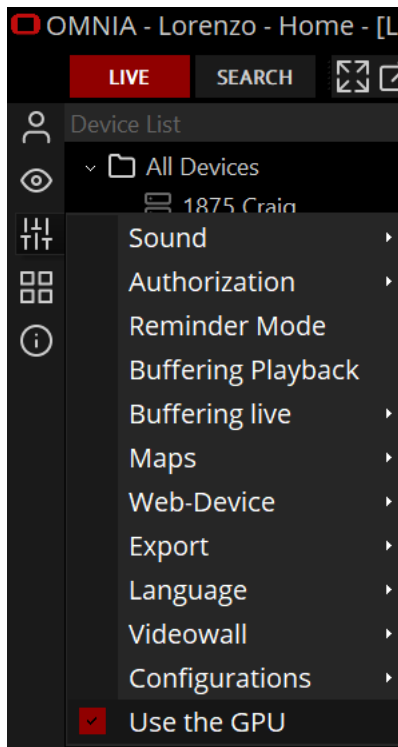 OMNIA - Lorenzo - Home - [L
LIVE SEARCH
Device List
All Devices
1875 Craig
Sound
Authorization
Reminder Mode
Buffering Playback
Buffering live
Maps
Web-Device
Export
Language
Videowall
Configurations
Use the GPU